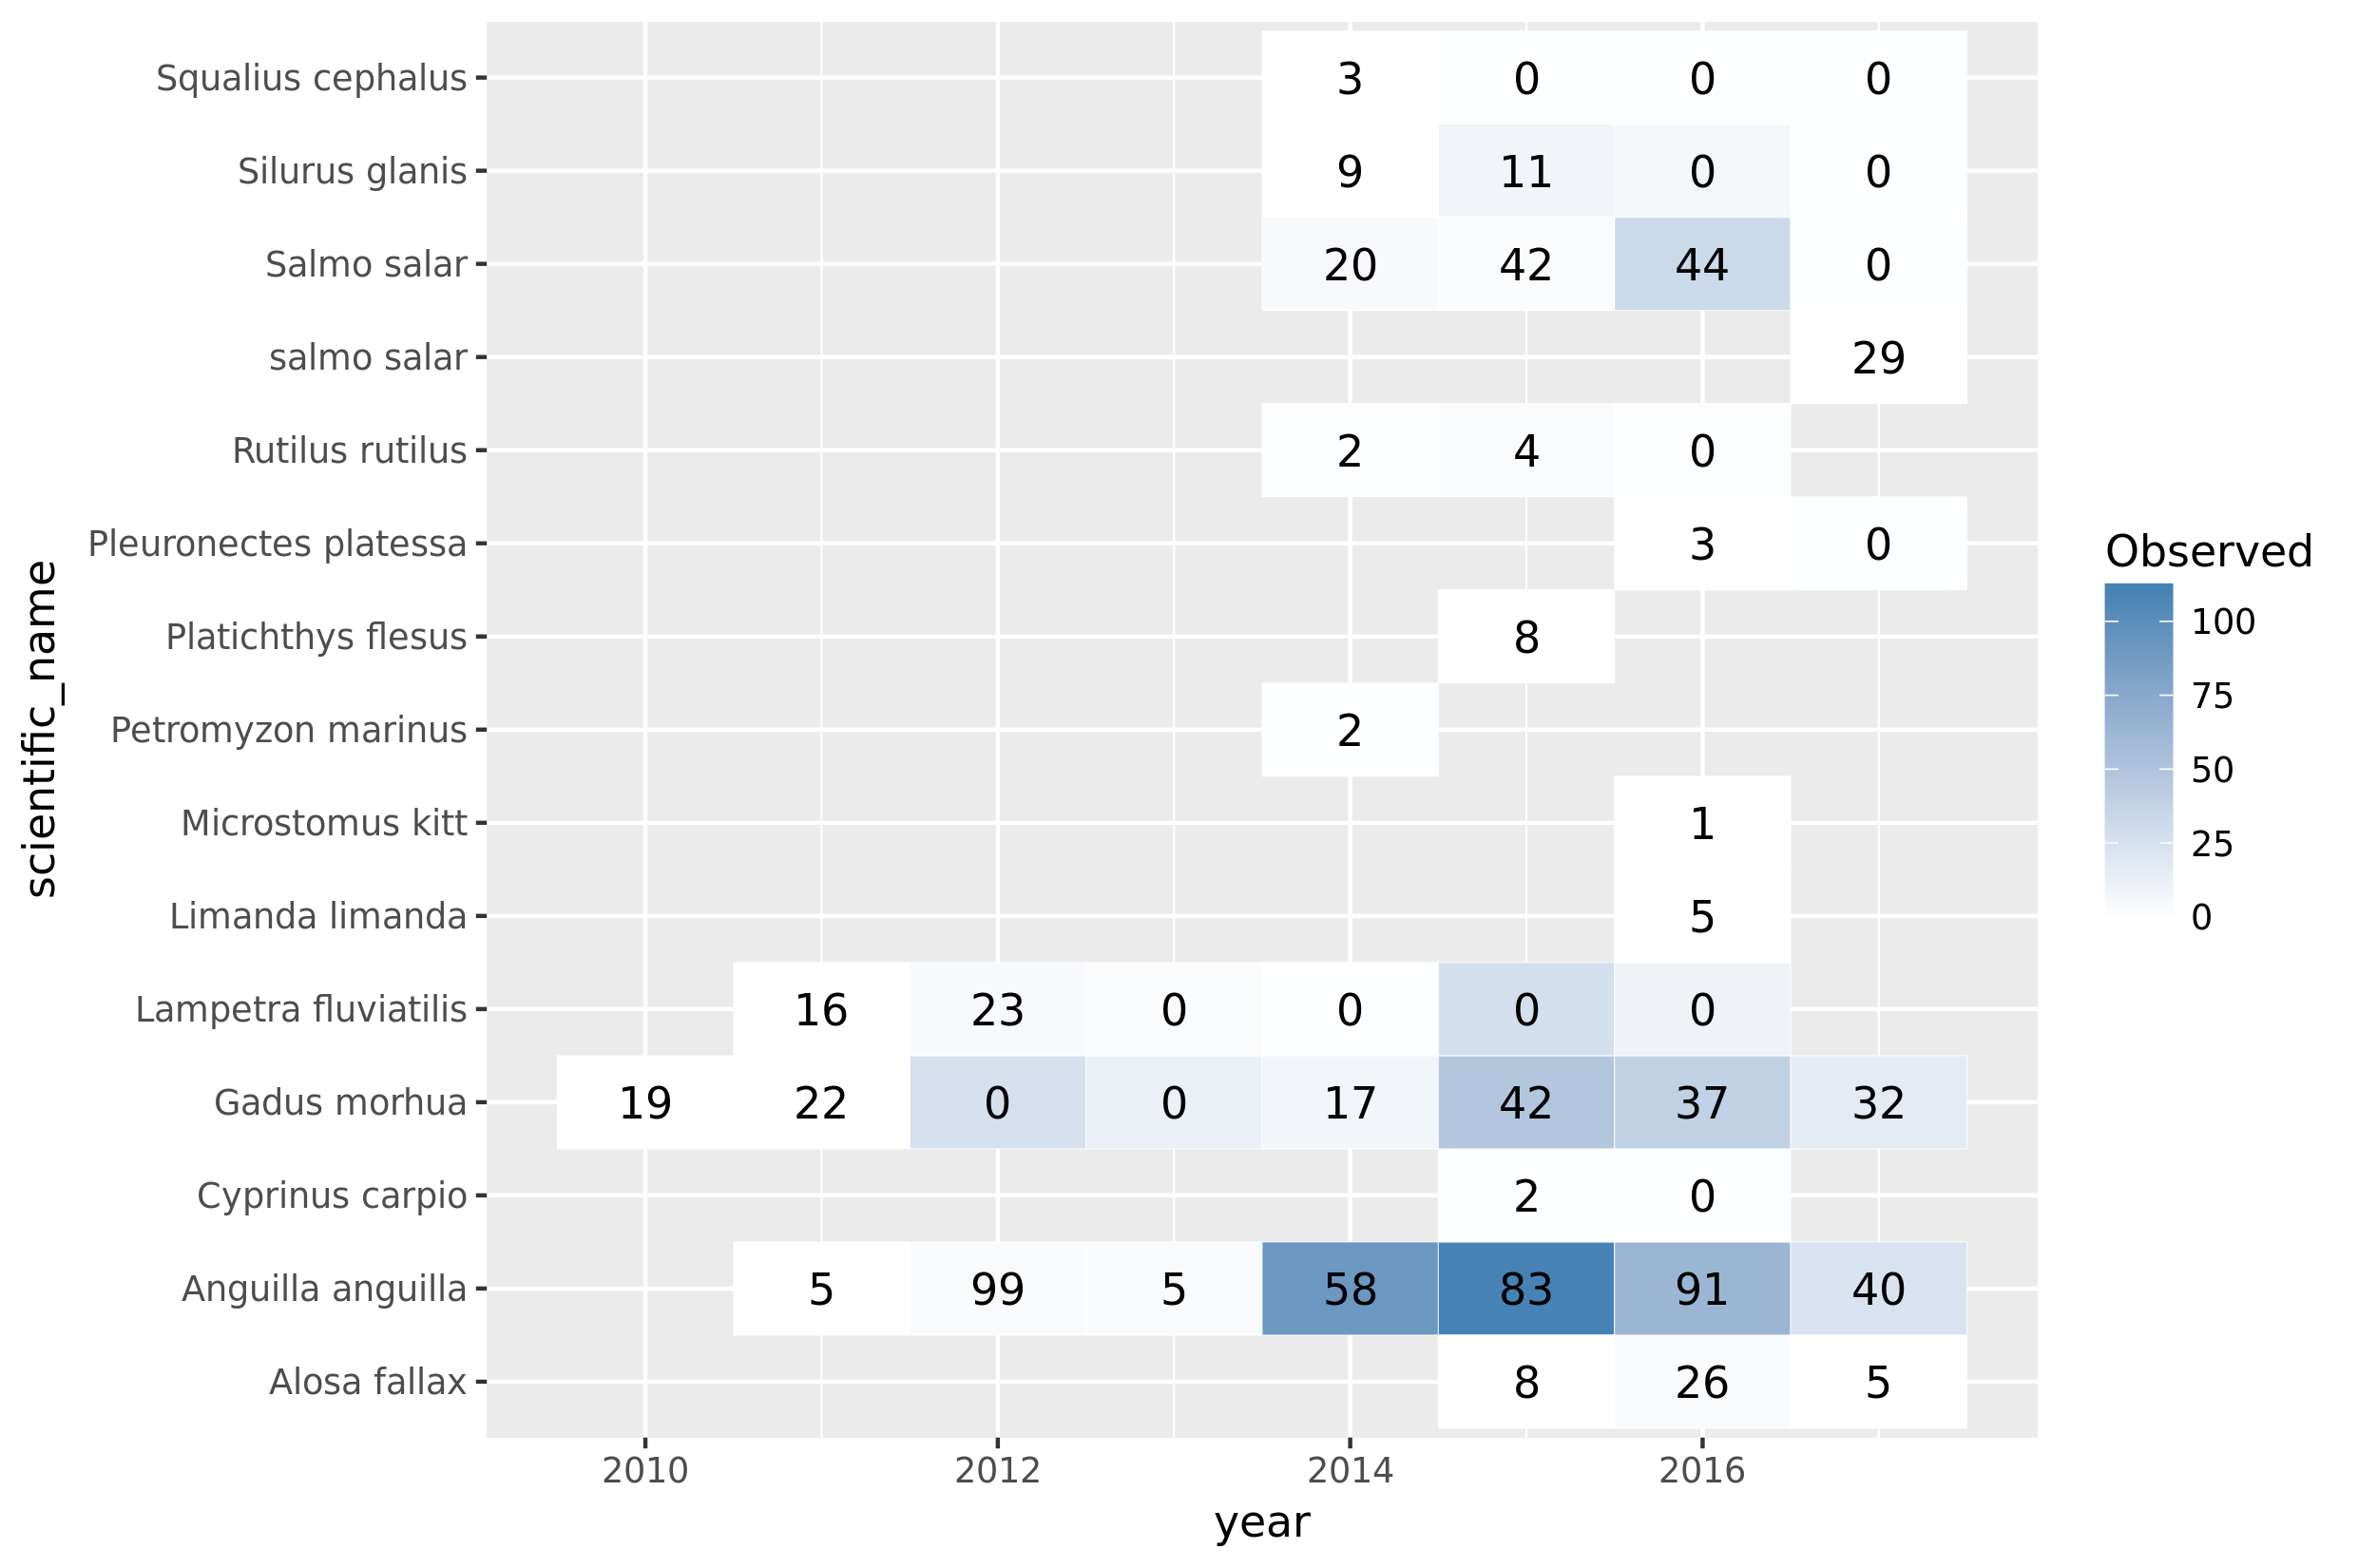 Squalius cephalus 3 0 0 0
Silurus glanis 9 11 0 0
Salmo salar 20 42 44 0
salmo salar 29
Rutilus rutilus 2 4 0
Pleuronectes platessa 3 0
Platichthys flesus 8
Petromyzon marinus 2
Microstomus kitt 1
Limanda limanda 5
Lampetra fluviatilis 16 23 0 0 0 0
Gadus morhua 19 22 0 0 17 42 37 32
Cyprinus carpio 2 0
Anguilla anguilla 5 99 5 58 83 91 40
Alosa fallax 8 26 5
2010 2012 2014 2016
year
scientific_name
Observed
100
75
50
25
0